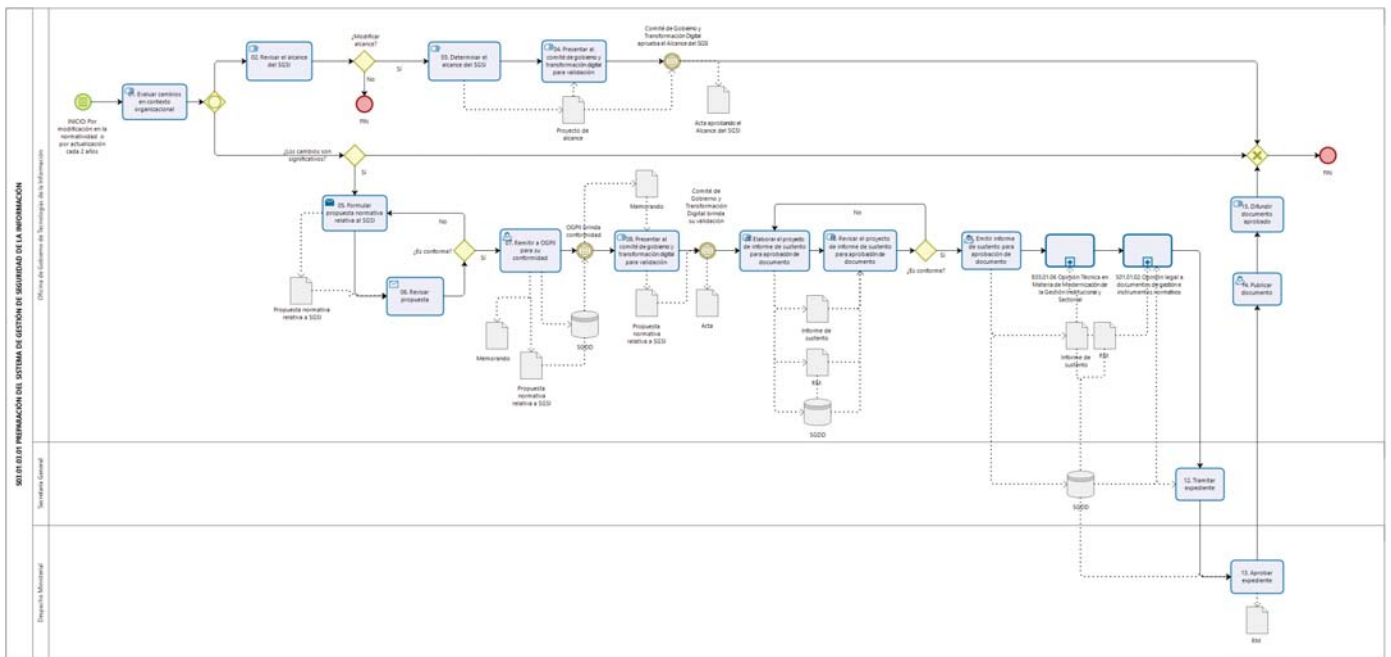 S03.01.03.01 PREPARACIÓN DEL SISTEMA DE GESTIÓN DE SEGURIDAD DE LA INFORMACIÓN
Oficina de Gobierno de Tecnologías de la Información
Secretaría General
Despacho Ministerial
INICIO: Por
modificación en la
normatividad o
por actualización
cada 2 años
Evaluar cambios
en contexto
organizacional
02. Revisar el alcance
del SGSI
¿Modificar
alcance?
No
Sí
FIN
03. Determinar el
alcance del SGSI
04. Presentar al
comité de gobierno y
transformación digital
para validación
Proyecto de
alcance
Comité de Gobierno y
Transformación Digital
aprueba el Alcance del SGSI
Acta aprobando el
Alcance del SGSI
FIN
¿Los cambios son
significativos?
Sí
05. Formular
propuesta normativa
relativa al SGSI
Propuesta normativa
relativa a SGSI
06. Revisar
propuesta
No
¿Es conforme?
Sí
07. Remitir a OGPII
para su
conformidad
Memorando
Propuesta
normativa
relativa a SGSI
OGPII brinda
conformidad
SGDD
Memorando
Presentar al
comité de gobierno y
transformación digital
para validación
Propuesta
normativa
relativa a SGSI
Comité de
Gobierno y
Transformación
Digital brinda
su validación
Acta
Elaborar el proyecto
de informe de sustento
para aprobación de
documento
Revisar el proyecto
de informe de sustento
para aprobación de
documento
No
¿Es conforme?
Sí
Informe de
sustento
SGDD
Emitir informe
de sustento para
aprobación de
documento
Opinión Técnica en
Materia de Modernización de
la Gestión Institucional y
Sectorial
S01.01.02 Opinión legal a
documentos de gestión e
instrumentos normativos
Informe de
sustento
SGDD
12. Tramitar
expediente
13. Aprobar
expediente
RM
14. Publicar
documento
15. Difundir
documento
aprobado